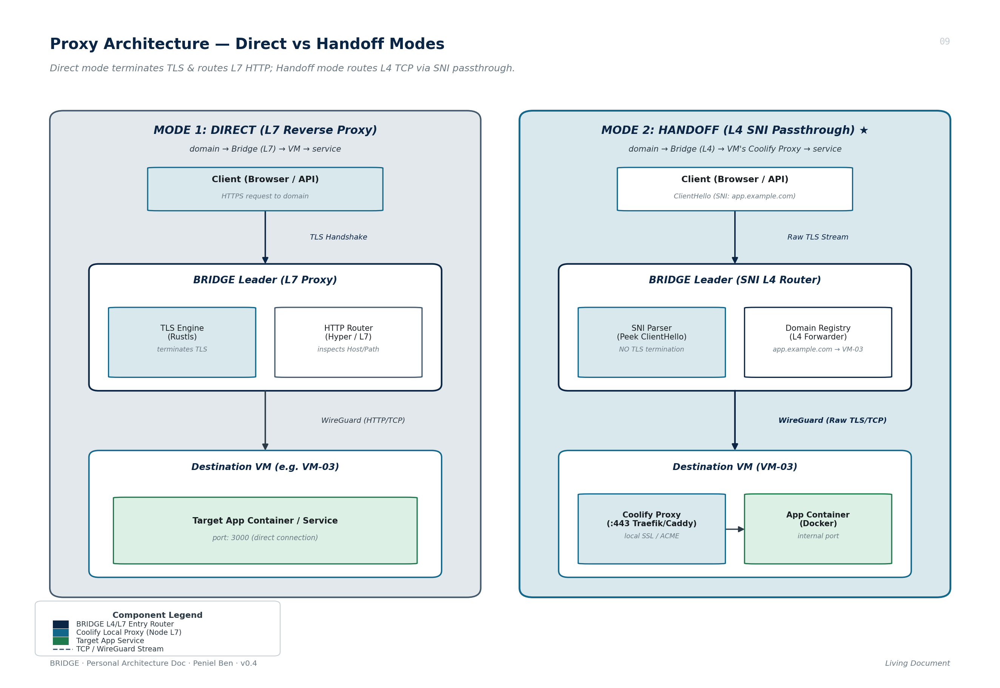 Proxy Architecture — Direct vs Handoff Modes
09
Direct mode terminates TLS & routes L7 HTTP; Handoff mode routes L4 TCP via SNI passthrough.
MODE 1: DIRECT (L7 Reverse Proxy)
domain → Bridge (L7) → VM → service
Client (Browser / API)
HTTPS request to domain
TLS Handshake
BRIDGE Leader (L7 Proxy)
TLS Engine
(Rustls)
terminates TLS
HTTP Router
(Hyper / L7)
inspects Host/Path
WireGuard (HTTP/TCP)
Destination VM (e.g. VM-03)
Target App Container / Service
port: 3000 (direct connection)
MODE 2: HANDOFF (L4 SNI Passthrough) ★
domain → Bridge (L4) → VM's Coolify Proxy → service
Client (Browser / API)
ClientHello (SNI: app.example.com)
Raw TLS Stream
BRIDGE Leader (SNI L4 Router)
SNI Parser
(Peek ClientHello)
NO TLS termination
Domain Registry
(L4 Forwarder)
app.example.com → VM-03
WireGuard (Raw TLS/TCP)
Destination VM (VM-03)
Coolify Proxy
(:443 Traefik/Caddy)
local SSL / ACME
App Container
(Docker)
internal port
Component Legend
BRIDGE L4/L7 Entry Router
Coolify Local Proxy (Node L7)
Target App Service
TCP / WireGuard Stream
BRIDGE · Personal Architecture Doc · Peniel Ben · v0.4
Living Document